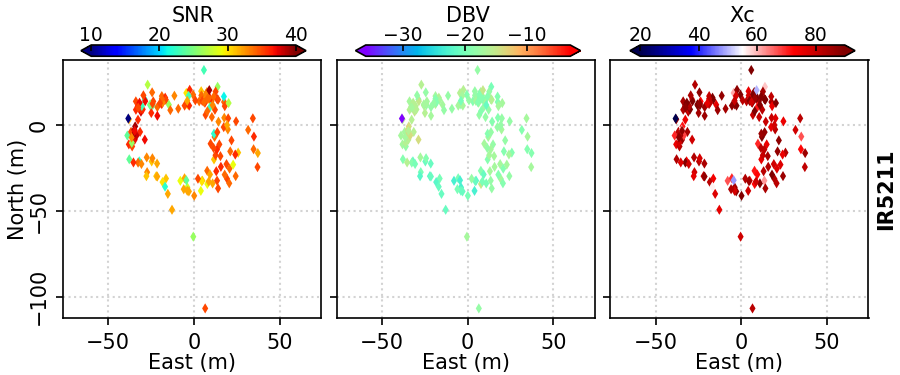 SNR
10 20 30 40
DBV
−30 −20 −10
Xc
20 40 60 80
North (m)
0
−50
−100
−50 0 50
East (m)
−50 0 50
East (m)
−50 0 50
East (m)
IR5211